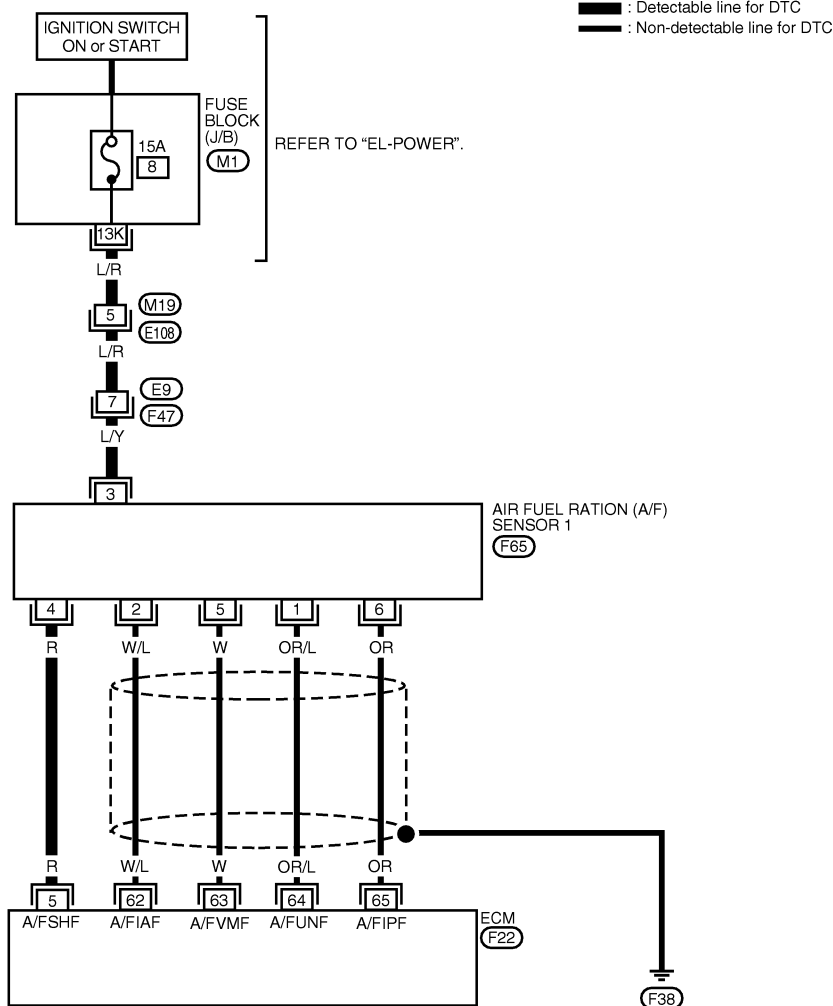 : Detectable line for DTC
: Non-detectable line for DTC
IGNITION SWITCH
ON or START
FUSE
BLOCK
(J/B)
M1
15A
8
REFER TO “EL-POWER”.
13K
L/R
5
M19
E108
L/R
7
E9
F47
L/Y
3
AIR FUEL RATION (A/F)
SENSOR 1
F65
4 2 5 1 6
R W/L W OR/L OR
R W/L W OR/L OR
5 62 63 64 65
A/FSHF A/FIAF A/FVMF A/FUNF A/FIPF
ECM
F22
F38